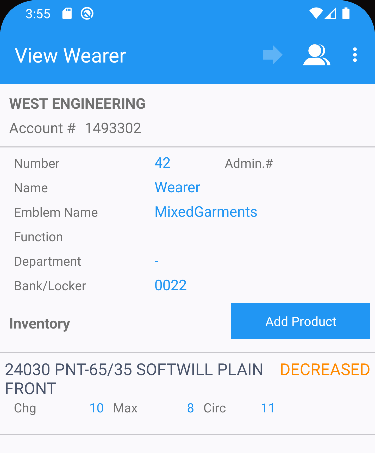 3:55
View Wearer
WEST ENGINEERING
Account # 1493302
Number 42 Admin.#
Name Wearer
Emblem Name MixedGarments
Function
Department -
Bank/Locker 0022
Inventory Add Product
24030 PNT-65/35 SOFTWILL PLAIN DECREASED
FRONT
Chg 10 Max 8 Circ 11